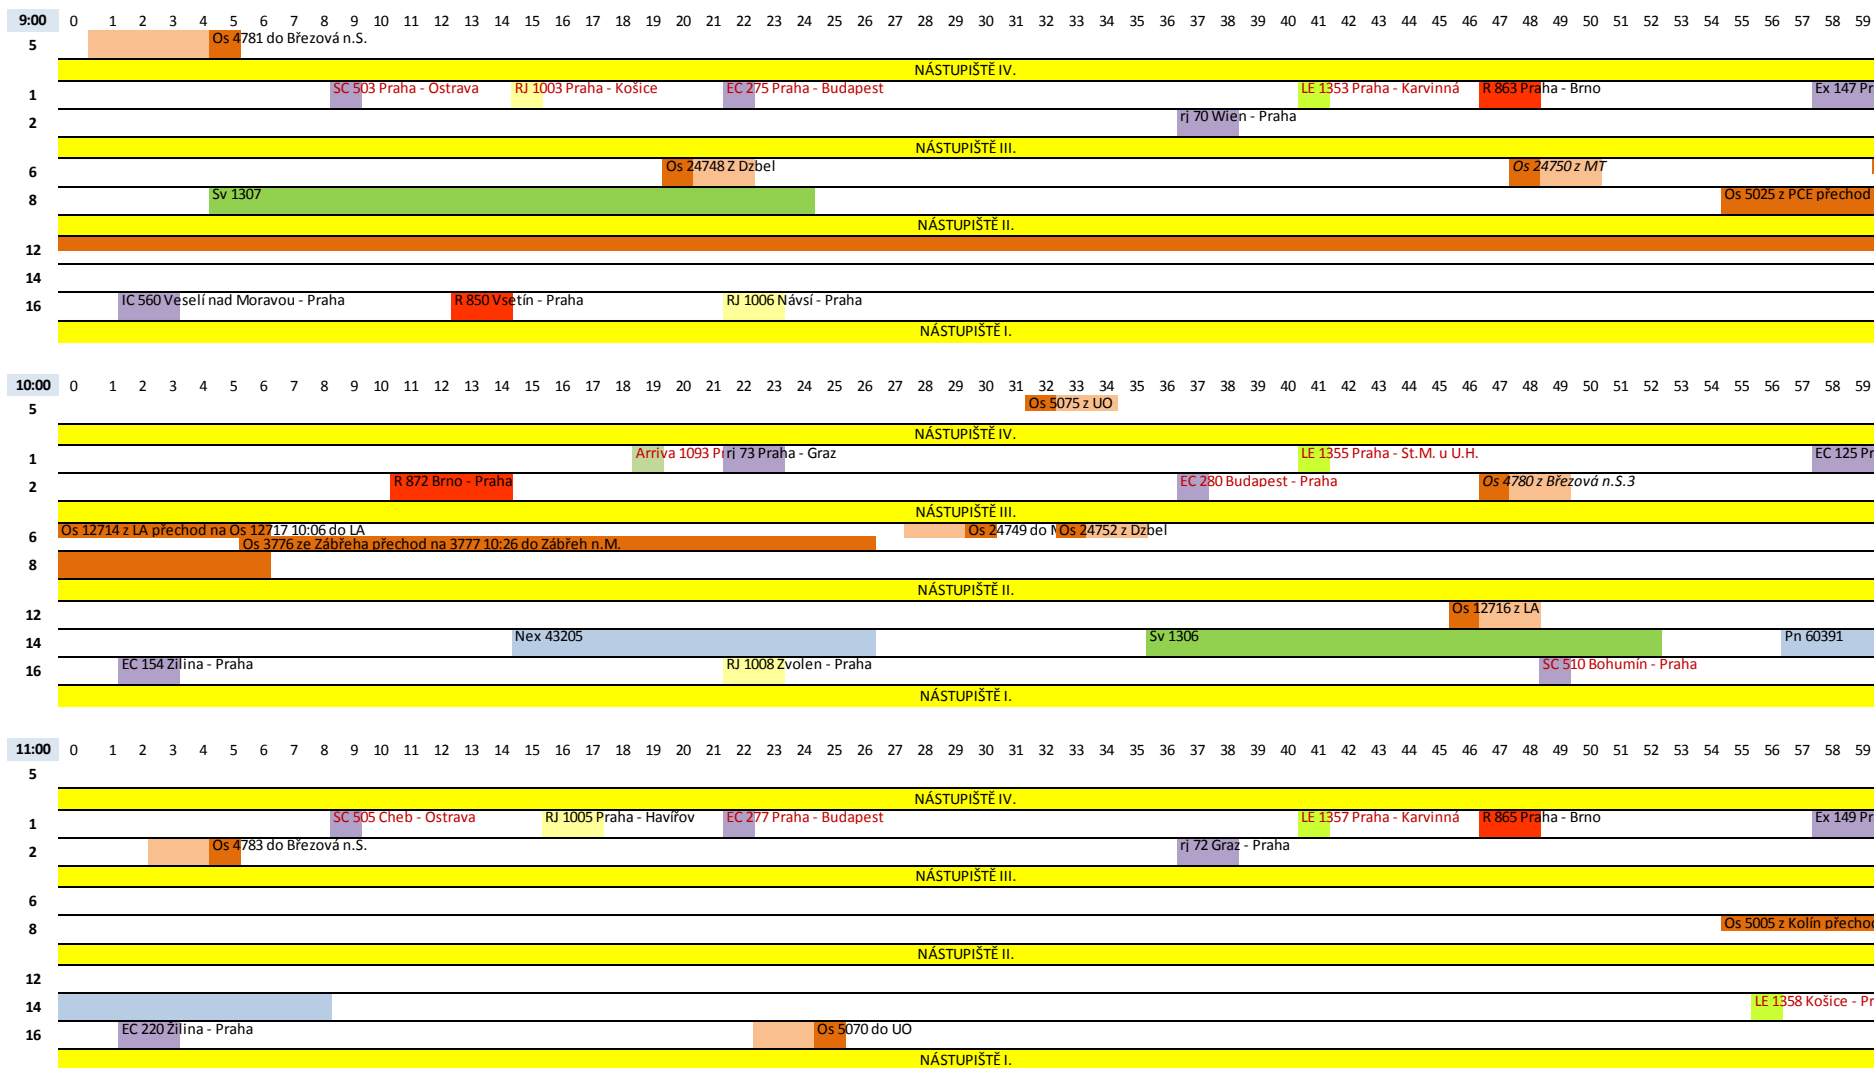 9:00 0 1 2 3 4 5 6 7 8 9 10 11 12 13 14 15 16 17 18 19 20 21 22 23 24 25 26 27 28 29 30 31 32 33 34 35 36 37 38 39 40 41 42 43 44 45 46 47 48 49 50 51 52 53 54 55 56 57 58 59
5 Os 4781 do Březová n.S.
NÁSTUPIŠTĚ IV.
1 SC 503 Praha - Ostrava RJ 1003 Praha - Košice EC 275 Praha - Budapest LE 1353 Praha - Karvinná R 863 Praha - Brno Ex 147 Pr
2 rj 70 Wien - Praha
NÁSTUPIŠTĚ III.
6 Os 24748 Z Dzbel Os 24750 z MT
8 Sv 1307 Os 5025 z PCE přechod
NÁSTUPIŠTĚ II.
12
14
16 IC 560 Veselí nad Moravou - Praha R 850 Vsetín - Praha RJ 1006 Návsí - Praha
NÁSTUPIŠTĚ I.
10:00 0 1 2 3 4 5 6 7 8 9 10 11 12 13 14 15 16 17 18 19 20 21 22 23 24 25 26 27 28 29 30 31 32 33 34 35 36 37 38 39 40 41 42 43 44 45 46 47 48 49 50 51 52 53 54 55 56 57 58 59
5 Os 5075 z UO
NÁSTUPIŠTĚ IV.
1 Arriva 1093 Pr rj 73 Praha - Graz LE 1355 Praha - St.M. u U.H. EC 125 Pr
2 R 872 Brno - Praha EC 280 Budapest - Praha Os 4780 z Březová n.S.3
NÁSTUPIŠTĚ III.
6 Os 12714 z LA přechod na Os 12717 10:06 do LA Os 24749 do Os 24752 z Dzbel
Os 3776 ze Zábřeha přechod na 3777 10:26 do Zábřeh n.M.
8
NÁSTUPIŠTĚ II.
12 Os 12716 z LA
14 Nex 43205 Sv 1306 Pn 60391
16 EC 154 Zilina - Praha RJ 1008 Zvolen - Praha SC 510 Bohumín - Praha
NÁSTUPIŠTĚ I.
11:00 0 1 2 3 4 5 6 7 8 9 10 11 12 13 14 15 16 17 18 19 20 21 22 23 24 25 26 27 28 29 30 31 32 33 34 35 36 37 38 39 40 41 42 43 44 45 46 47 48 49 50 51 52 53 54 55 56 57 58 59
5
NÁSTUPIŠTĚ IV.
1 SC 505 Cheb - Ostrava RJ 1005 Praha - Havířov EC 277 Praha - Budapest LE 1357 Praha - Karvinná R 865 Praha - Brno Ex 149 Pr
2 Os 4783 do Březová n.S. rj 72 Graz - Praha
NÁSTUPIŠTĚ III.
6
8 Os 5005 z Kolín přechod
NÁSTUPIŠTĚ II.
12
14 LE 1358 Košice - Pr
16 EC 220 Žilina - Praha Os 5070 do UO
NÁSTUPIŠTĚ I.